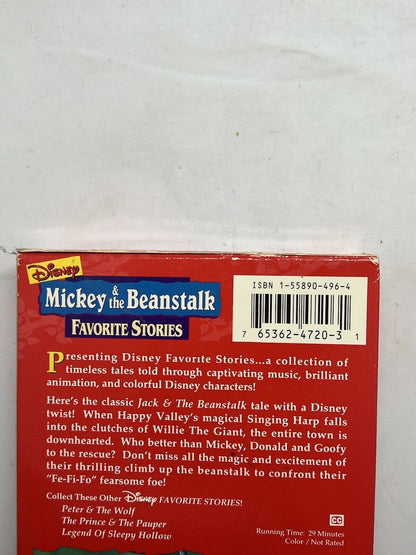 Disney
Mickey & the Beanstalk
FAVORITE STORIES
ISBN 1-55890-496-4
7 65362-4720-3 1
Presenting Disney Favorite Stories...a collection of
timeless tales told through captivating music, brilliant
animation, and colorful Disney characters!
Here's the classic Jack & The Beanstalk tale with a Disney
twist! When Happy Valley's magical Singing Harp falls
into the clutches of Willie The Giant, the entire town is
downhearted. Who better than Mickey, Donald and Goofy
to the rescue? Don't miss all the magic and excitement of
their thrilling climb up the beanstalk to confront their
"Fe-Fi-Fo" fearsome foe!
Collect These Other Disney FAVORITE STORIES!
Peter & The Wolf
The Prince & The Pauper
Legend Of Sleepy Hollow
CC
Running Time: 29 Minutes
Color / Not Rated